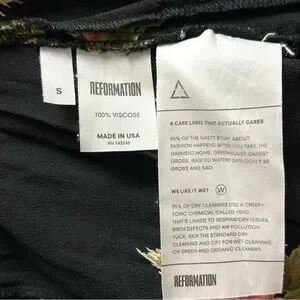 S
REFORMATION
100% VISCOSE
MADE IN USA
RN 142243
A CARE LABEL THAT ACTUALLY CARES
60% OF THE NASTY STUFF ABOUT
FASHION HAPPENS AFTER YOU TAKE THE
GARMENT HOME. GREENHOUSE GASES?
GROSS. WASTED WATER? SAD. DON'T BE
GROSS AND SAD.
WE LIKE IT WET
W
85% OF DRY CLEANERS USE A CREEPY
TOXIC CHEMICAL CALLED PERC
THAT'S LINKED TO RESPIRATORY ISSUES,
BIRTH DEFECTS AND AIR POLLUTION.
YUCK. SKIP THE STANDARD DRY
CLEANING AND OPT FOR WET CLEANING
OR GREEN AND ORGANIC CLEANERS.
REFORMATION